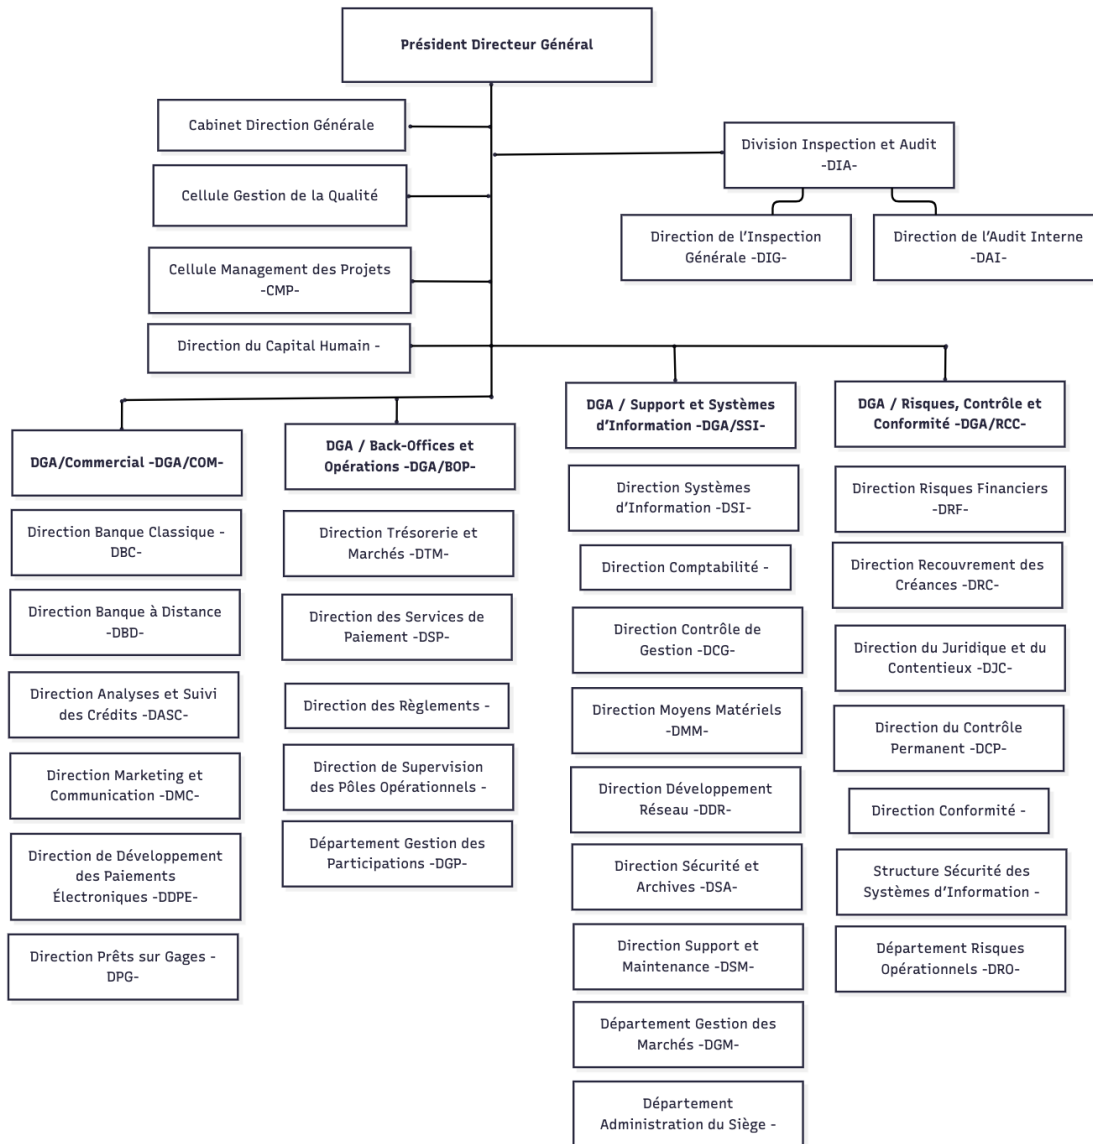 Président Directeur Général
Cabinet Direction Générale
Cellule Gestion de la Qualité
Cellule Management des Projets
-CMP-
Direction du Capital Humain -
Division Inspection et Audit
-DIA-
Direction de l’Inspection
Générale -DIG-
Direction de l’Audit Interne
-DAI-
DGA/Commercial -DGA/COM-
Direction Banque Classique -
DBC-
Direction Banque à Distance
-DBD-
Direction Analyses et Suivi
des Crédits -DASC-
Direction Marketing et
Communication -DMC-
Direction de Développement
des Paiements
Électroniques -DDPE-
Direction Prêts sur Gages -
DPG-
DGA / Back-Offices et
Opérations -DGA/BOP-
Direction Trésorerie et
Marchés -DTM-
Direction des Services de
Paiement -DSP-
Direction des Règlements -
Direction de Supervision
des Pôles Opérationnels -
Département Gestion des
Participations -DGP-
DGA / Support et Systèmes
d’Information -DGA/SSI-
Direction Systèmes
d’Information -DSI-
Direction Comptabilité -
Direction Contrôle de
Gestion -DCG-
Direction Moyens Matériels
-DMM-
Direction Développement
Réseau -DDR-
Direction Sécurité et
Archives -DSA-
Direction Support et
Maintenance -DSM-
Département Gestion des
Marchés -DGM-
Département
Administration du Siège -
DGA / Risques, Contrôle et
Conformité -DGA/RCC-
Direction Risques Financiers
-DRF-
Direction Recouvrement des
Créances -DRC-
Direction du Juridique et du
Contentieux -DJC-
Direction du Contrôle
Permanent -DCP-
Direction Conformité -
Structure Sécurité des
Systèmes d’Information -
Département Risques
Opérationnels -DRO-